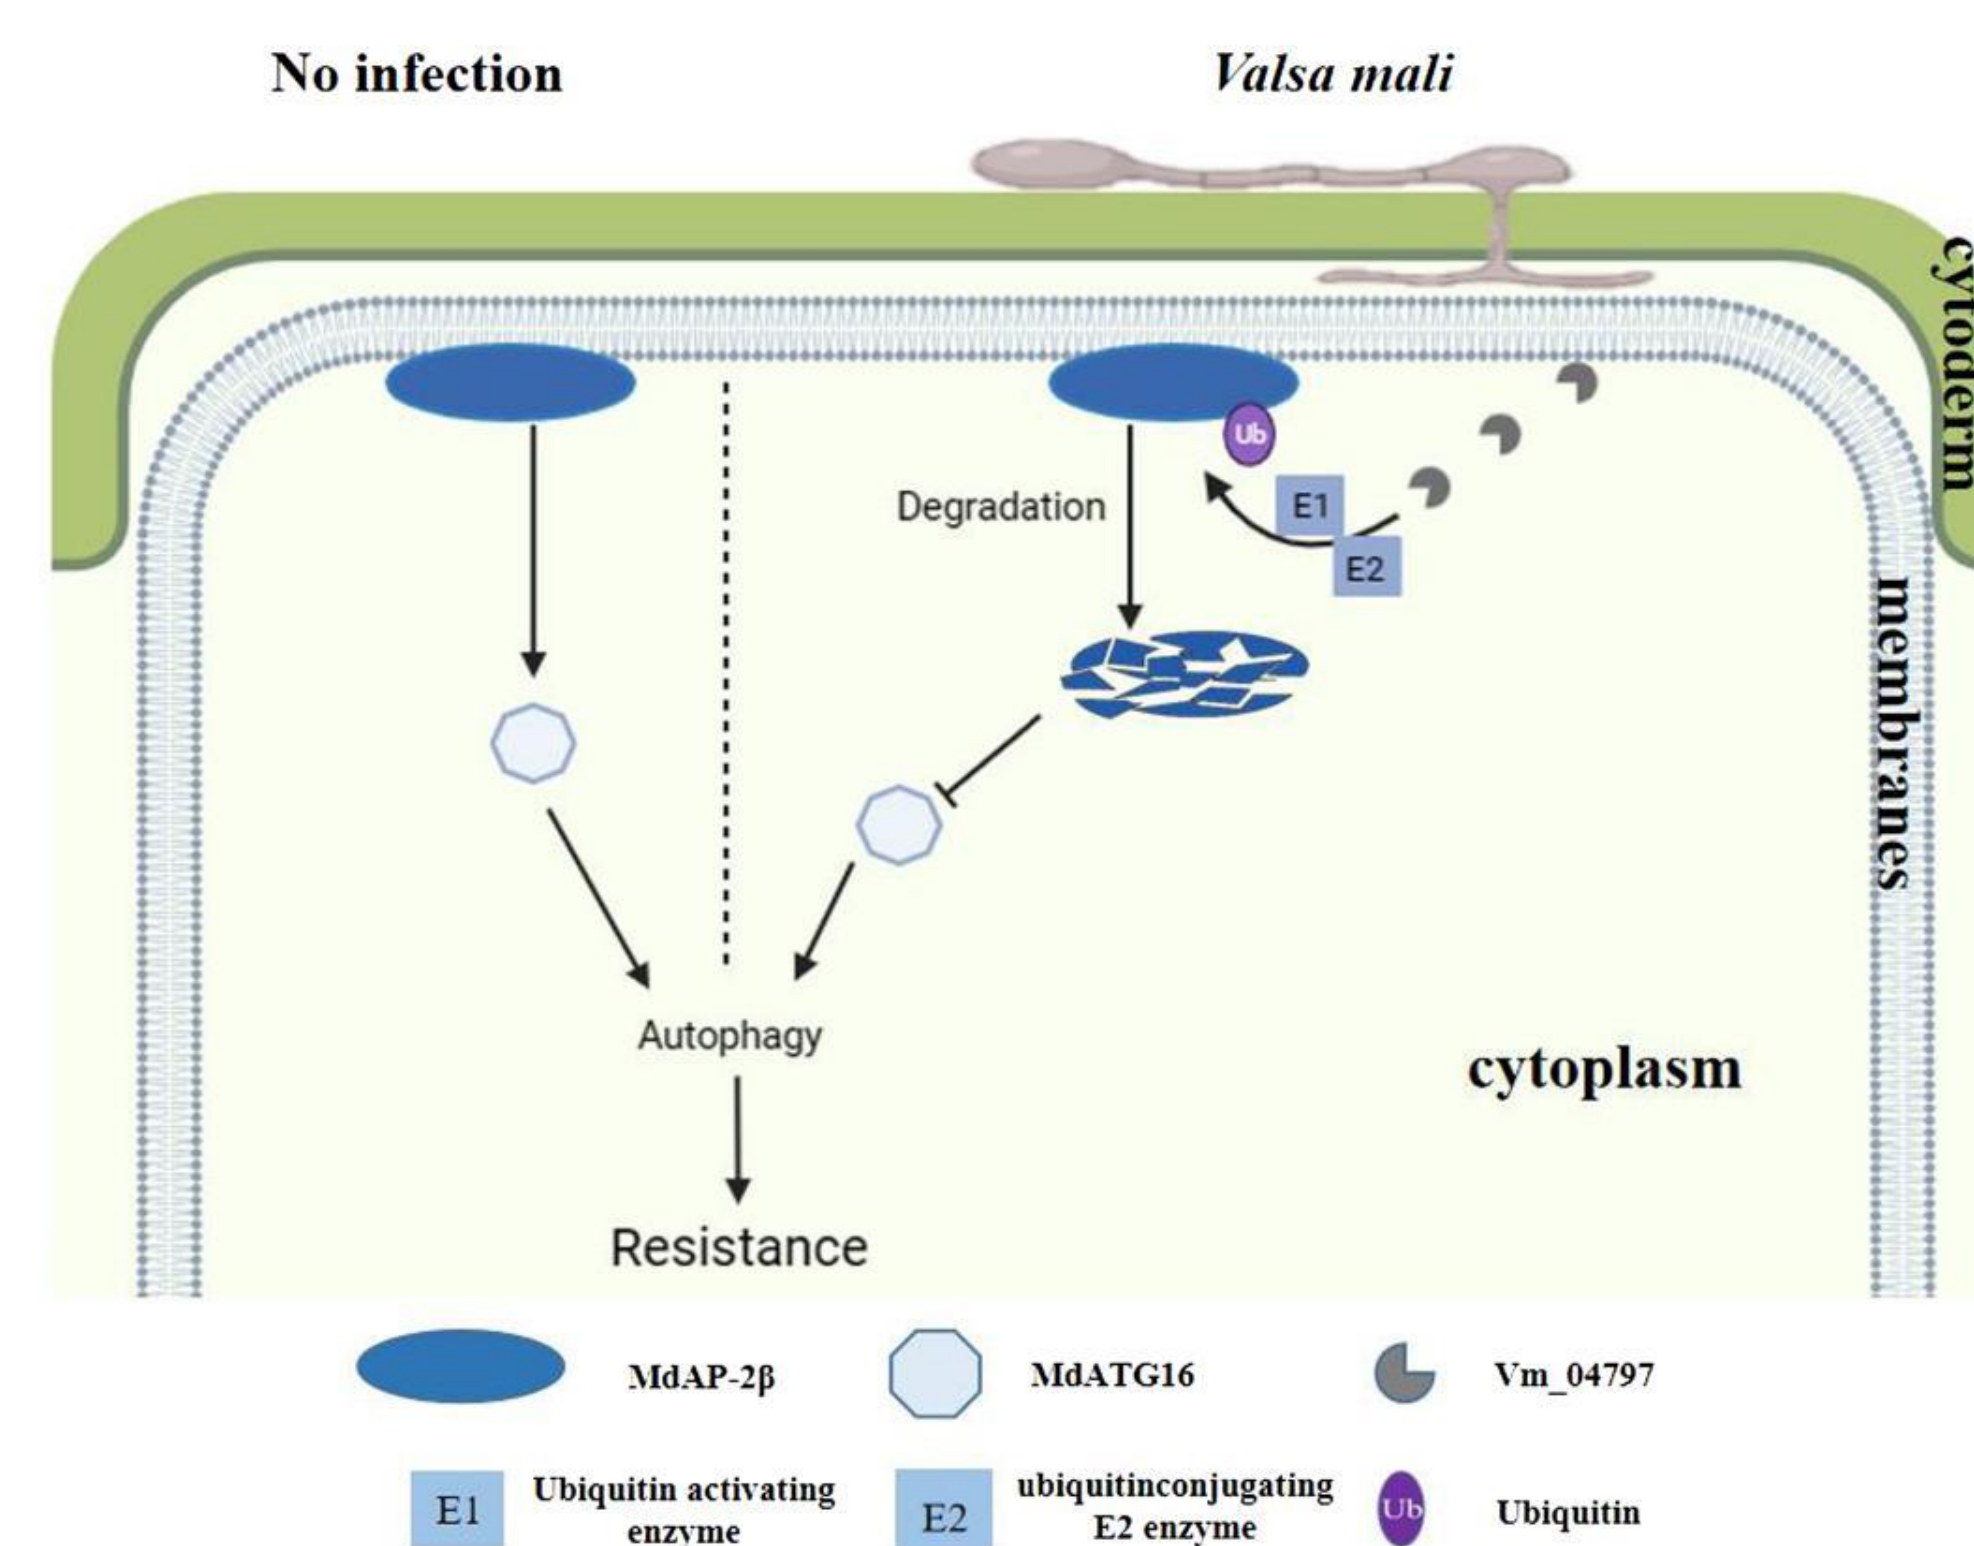 No infection
Valsa mali
cytoderm
Ub
Degradation
E1
E2
membranes
Autophagy
cytoplasm
Resistance
MdAP-2β
MdATG16
Vm_04797
E1
Ubiquitin activating
enzyme
E2
ubiquitinconjugating
E2 enzyme
Ub
Ubiquitin